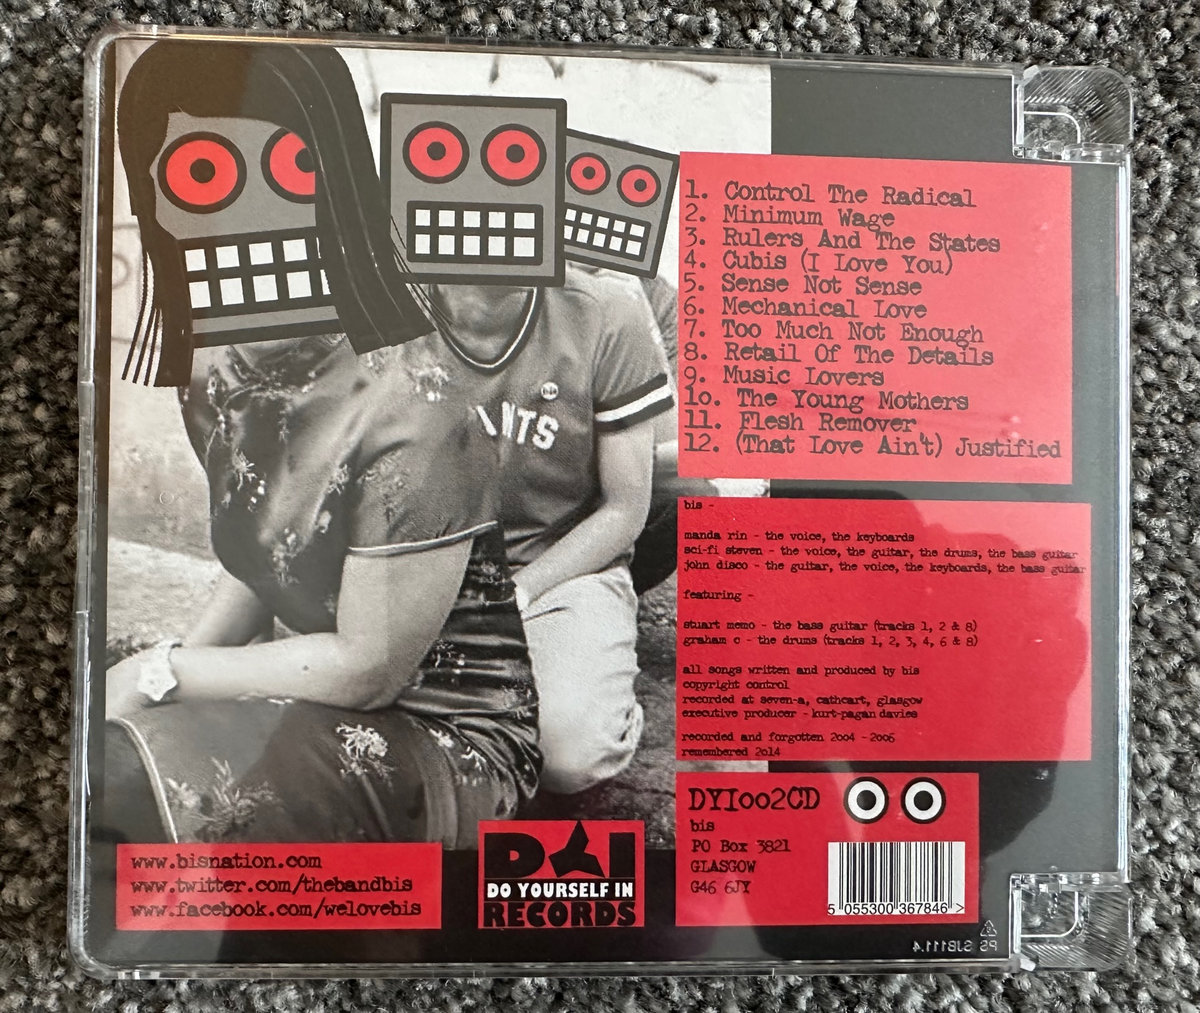 1. Control The Radical
2. Minimum Wage
3. Rulers And The States
4. Cubis (I Love You)
5. Sense Not Sense
6. Mechanical Love
7. Too Much Not Enough
8. Retail Of The Details
9. Music Lovers
10. The Young Mothers
11. Flesh Remover
12. (That Love Ain't) Justified
NTS
bis -
manda rin - the voice, the keyboards
sci-fi steven - the voice, the guitar, the drums, the bass guitar
john disco - the guitar, the voice, the keyboards, the bass guitar
featuring -
stuart memo - the bass guitar (tracks 1, 2 & 8)
graham c - the drums (tracks 1, 2, 3, 4, 6 & 8)
all songs written and produced by bis
copyright control
recorded at seven-a, cathcart, glasgow
executive producer - kurt-pagan davies
recorded and forgotten 2004 - 2006
remembered 2014
DYI002CD
bis
PO Box 3821
GLASGOW
G46 6JY
5 055300 367846 >
www.bisnation.com
www.twitter.com/thebandbis
www.facebook.com/welovebis
DYI
DO YOURSELF IN
RECORDS
PS SJB111.4